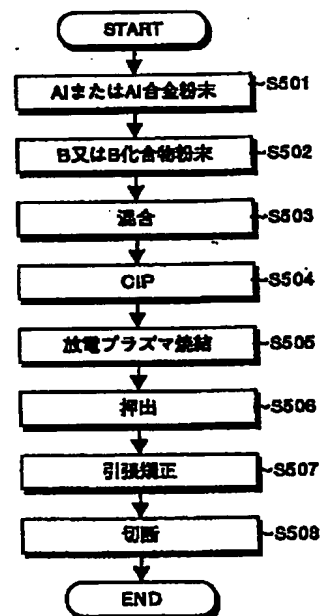 START
AlまたはAl合金粉末 S501
B又はB化合物粉末 S502
混合 S503
CIP S504
放電プラズマ焼結 S505
押出 S506
引張矯正 S507
切断 S508
END